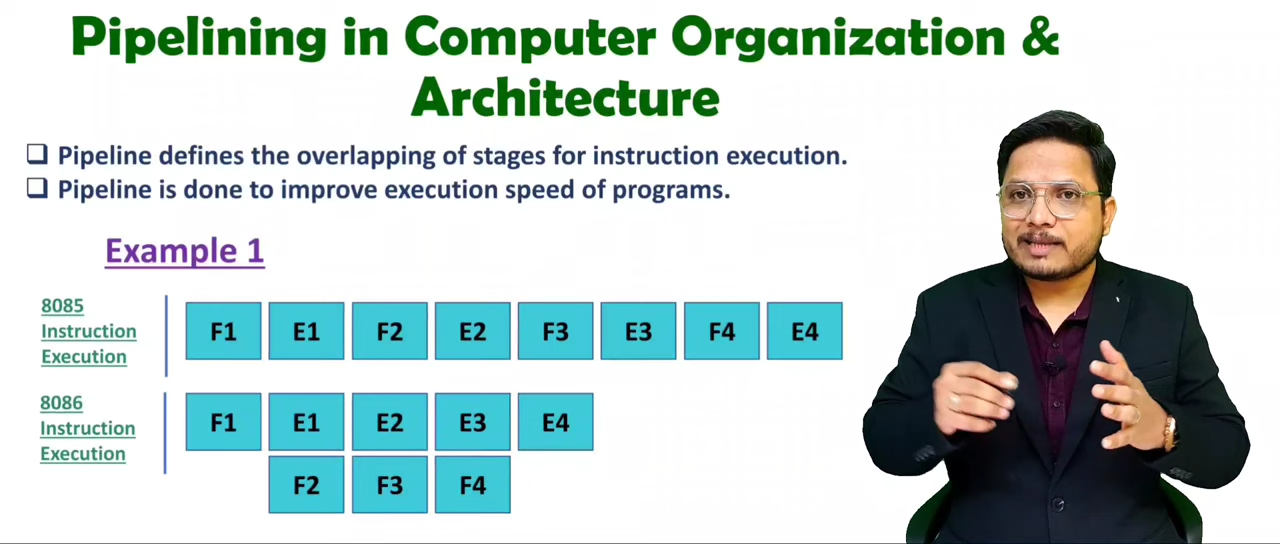 Pipelining in Computer Organization &
Architecture
❑ Pipeline defines the overlapping of stages for instruction execution.
❑ Pipeline is done to improve execution speed of programs.
Example 1
8085
Instruction
Execution
F1 E1 F2 E2 F3 E3 F4 E4
8086
Instruction
Execution
F1 E1 E2 E3 E4
F2 F3 F4